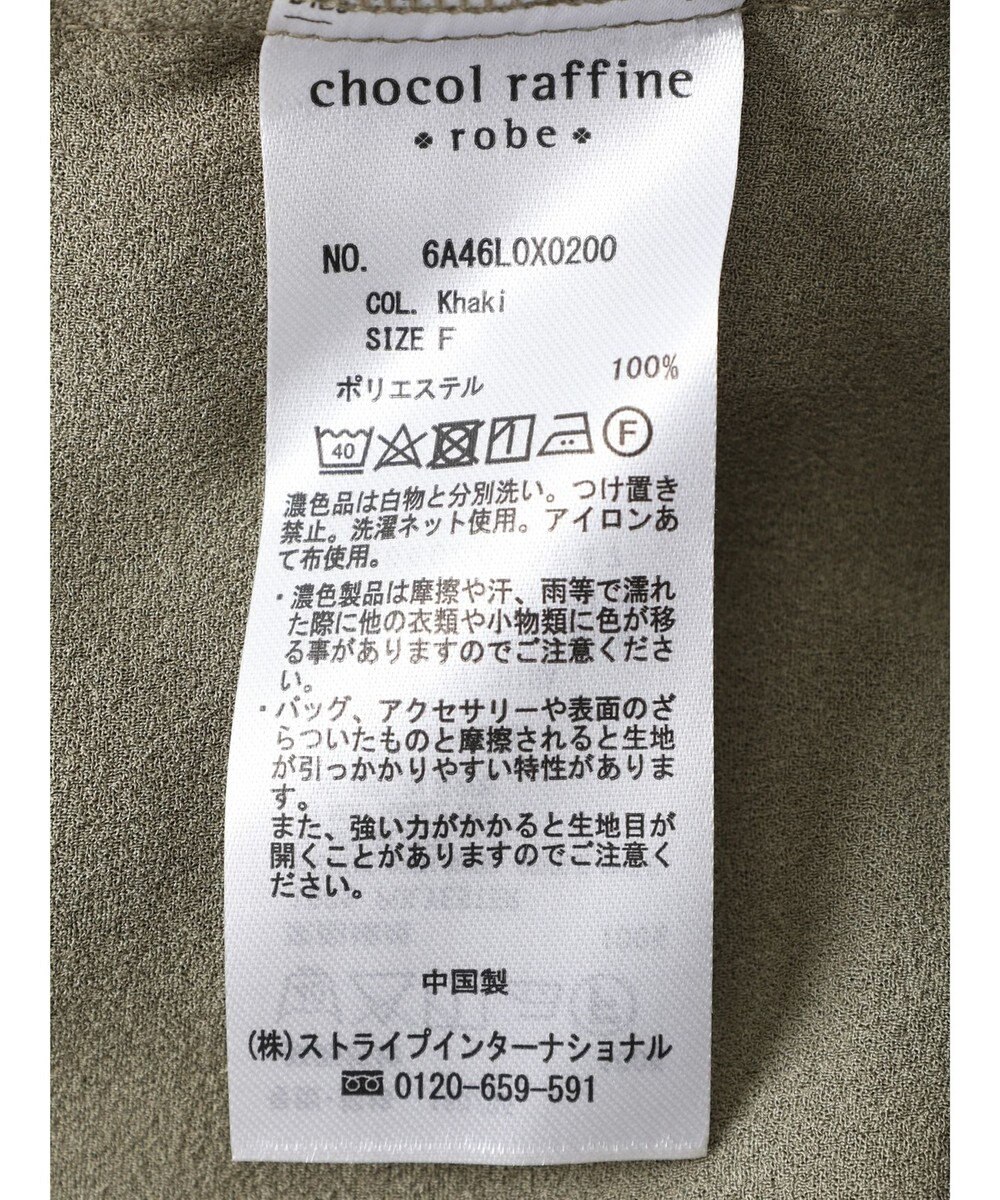 chocol raffine
robe
NO. 6A46L0X0200
COL. Khaki
SIZE F
ポリエステル 100%
40 F
濃色品は白物と分別洗い。つけ置き
禁止。洗濯ネット使用。アイロンあ
て布使用。
・濃色製品は摩擦や汗、雨等で濡れ
た際に他の衣類や小物類に色が移
る事がありますのでご注意くださ
い。
・バッグ、アクセサリーや表面のざ
らついたものと摩擦されると生地
が引っかかりやすい特性がありま
す。
また、強い力がかかると生地目が
開くことがありますのでご注意く
ださい。
中国製
(株)ストライプインターナショナル
0120-659-591